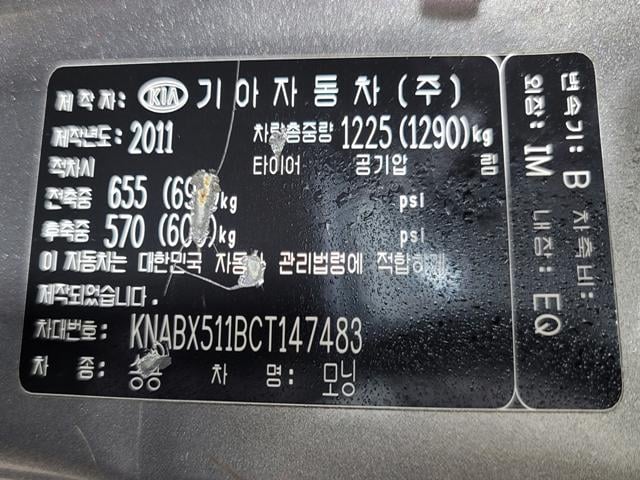 제작자: KIA 기아자동차(주)
제작년도: 2011 차량총중량 1225(1290)kg
적차시 타이어 공기압 림
전축중 655 kg psi
후축중 570 kg psi
이 자동차는 대한민국 관리법령에 적합하게
제작되었습니다.
차대번호: KNABX511BCT147483
차 종: 차 명: 모닝
변속기: B 차축비:
외장: IM 내장: EQ